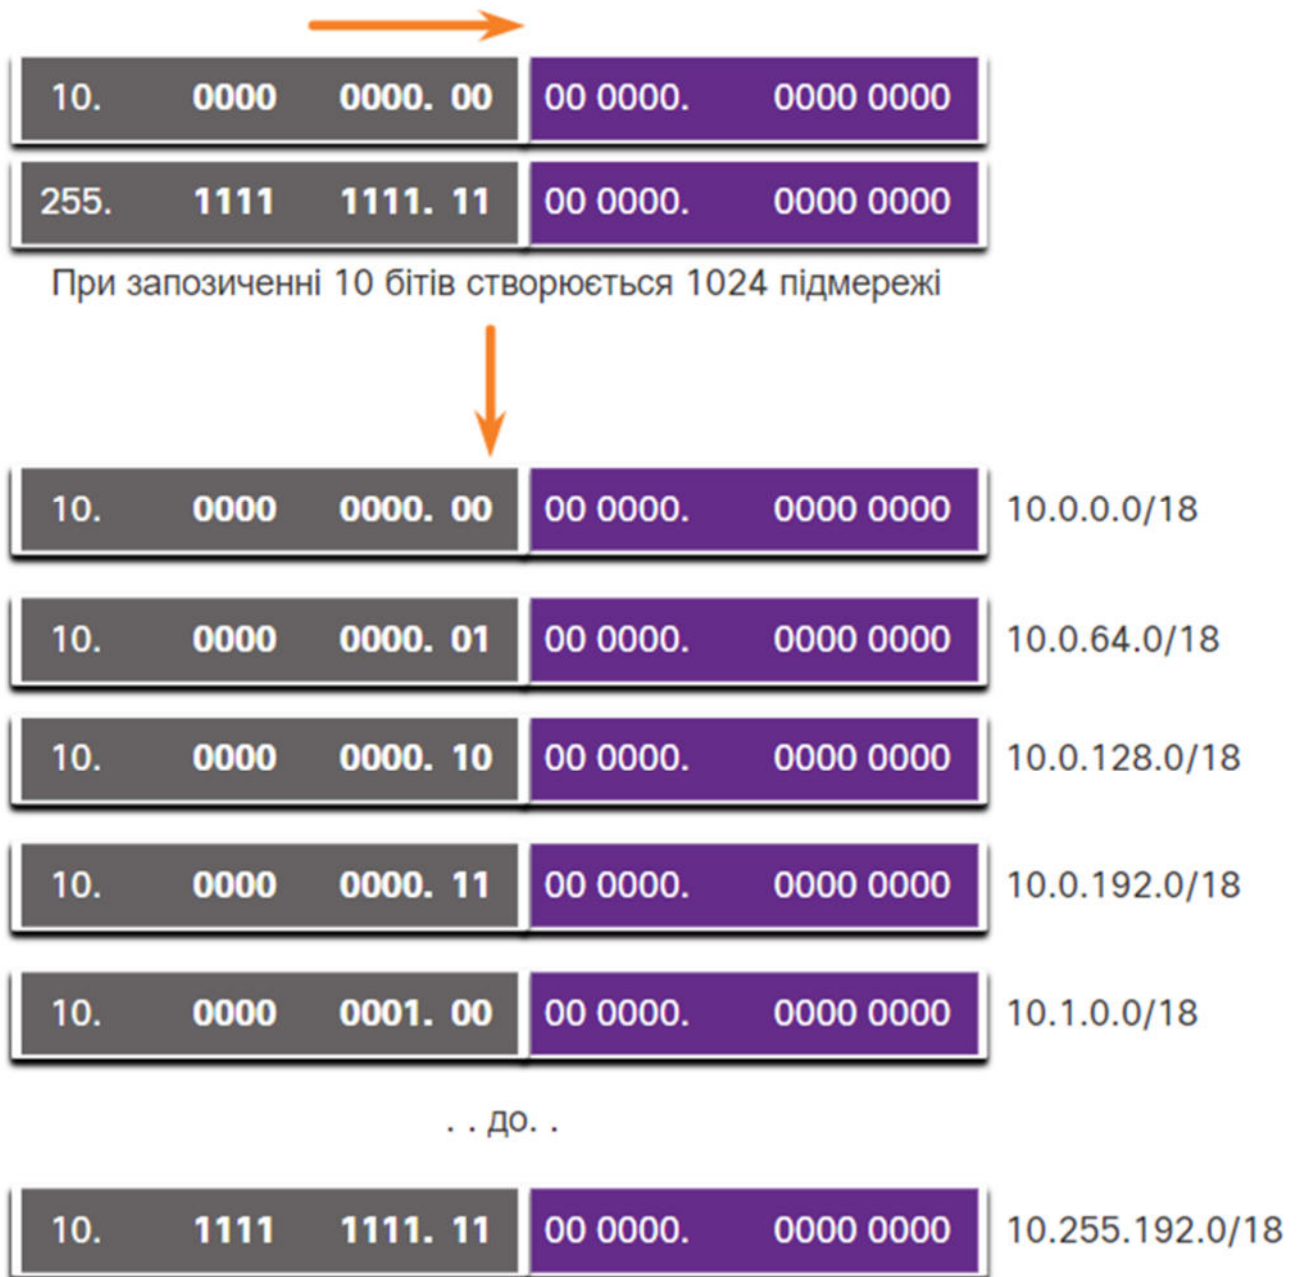 10. 0000 0000. 00 00 0000. 0000 0000
255. 1111 1111. 11 00 0000. 0000 0000
При запозиченні 10 бітів створюється 1024 підмережі
10. 0000 0000. 00 00 0000. 0000 0000 10.0.0.0/18
10. 0000 0000. 01 00 0000. 0000 0000 10.0.64.0/18
10. 0000 0000. 10 00 0000. 0000 0000 10.0.128.0/18
10. 0000 0000. 11 00 0000. 0000 0000 10.0.192.0/18
10. 0000 0001. 00 00 0000. 0000 0000 10.1.0.0/18
. . до. .
10. 1111 1111. 11 00 0000. 0000 0000 10.255.192.0/18